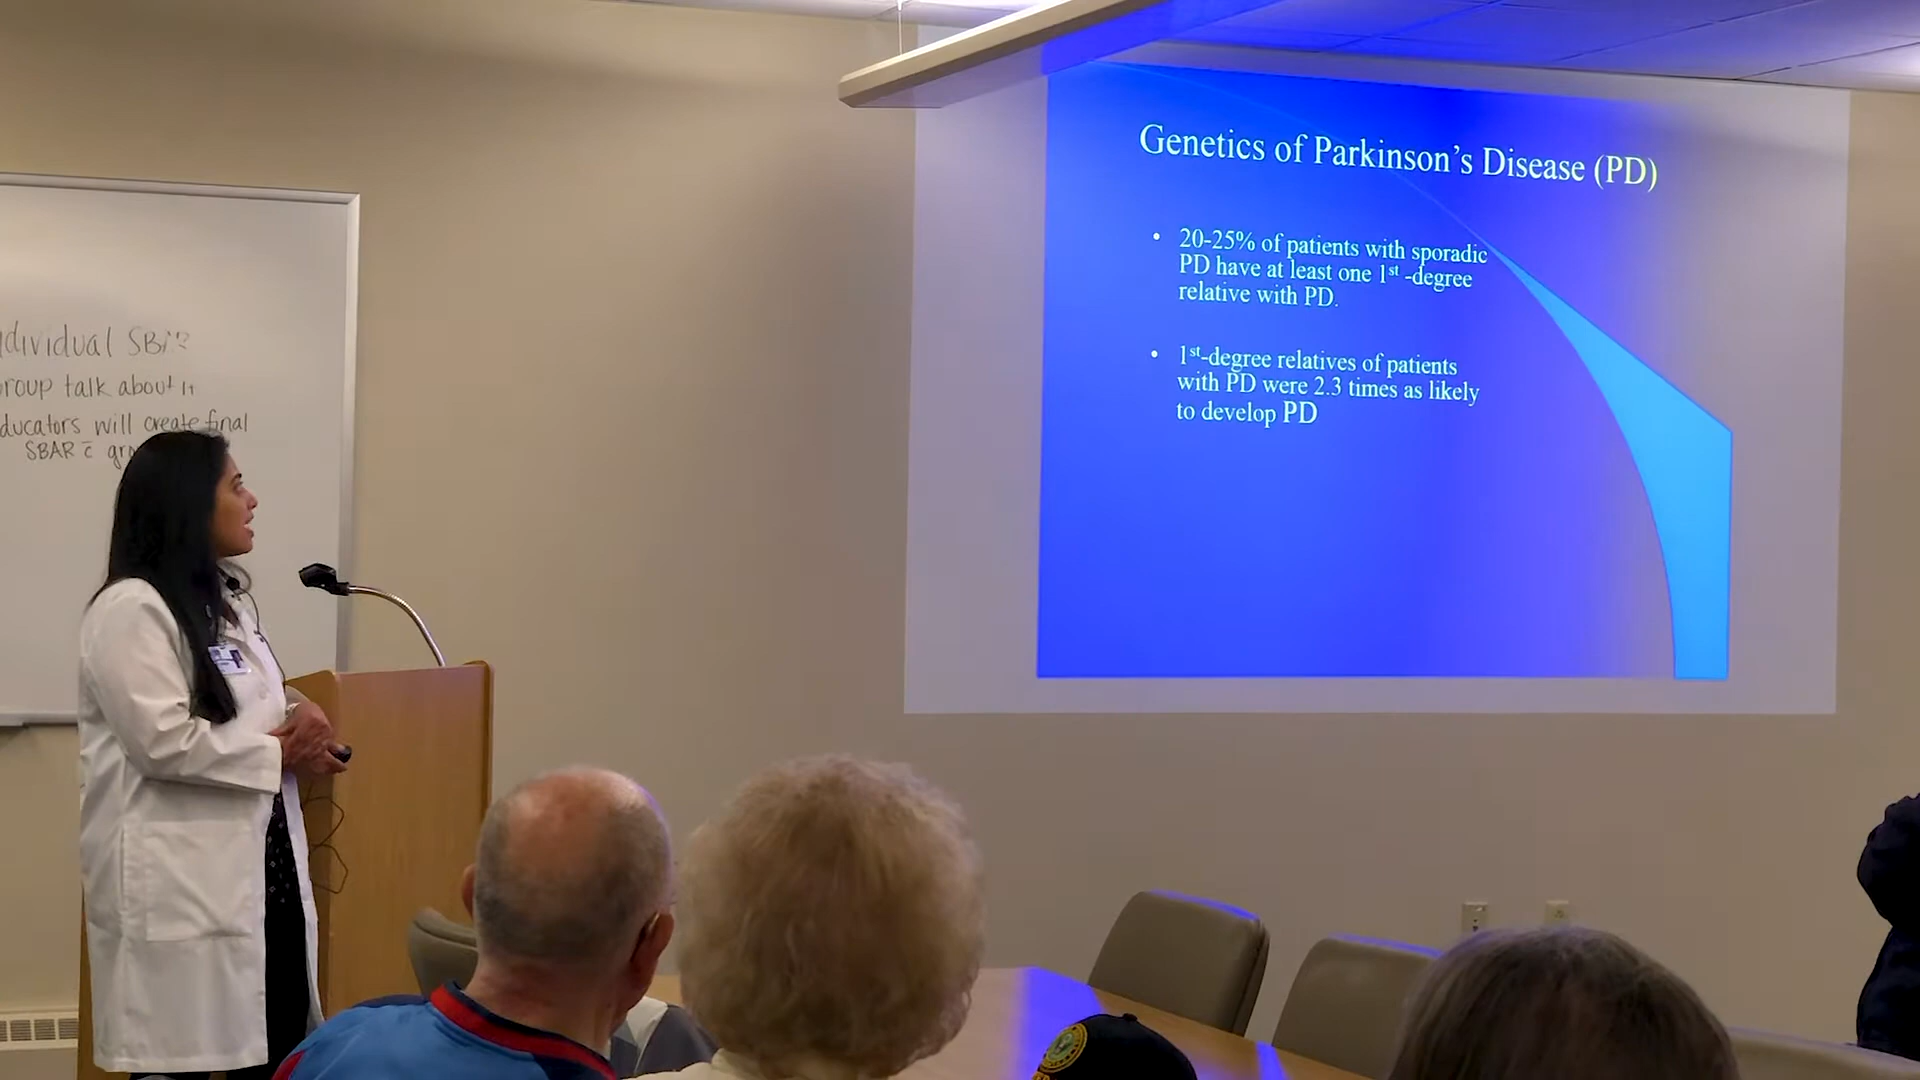 Genetics of Parkinson's Disease (PD)
• 20-25% of patients with sporadic
PD have at least one 1st -degree
relative with PD.
• 1st-degree relatives of patients
with PD were 2.3 times as likely
to develop PD
dividual
roup talk about it
ducators will create final
SBAR c̄